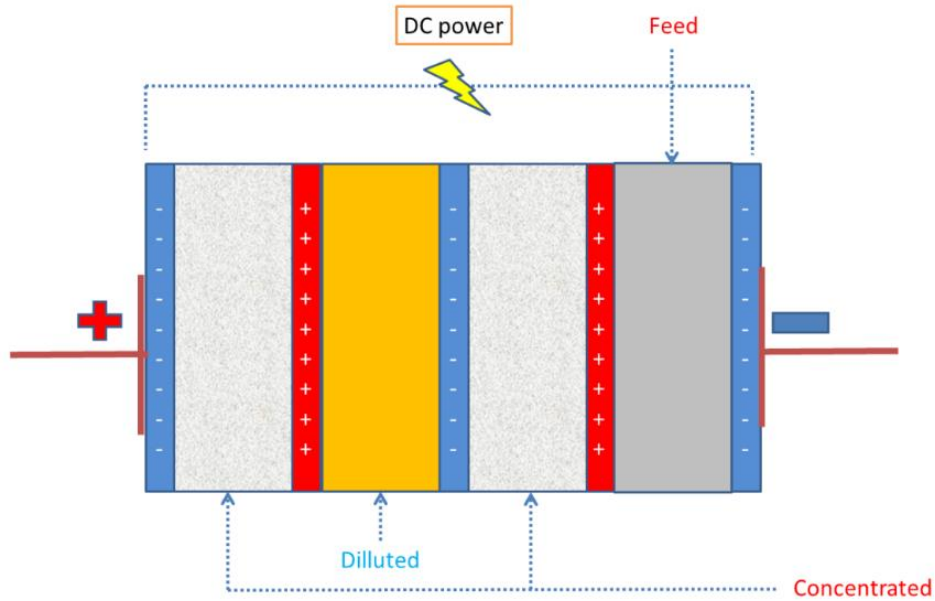 DC power
Feed
- + - + -
- + - + -
- + - + -
- + - + -
- + - + -
- + - + -
- + - + -
- + - + -
- + - + -
Dilluted
Concentrated